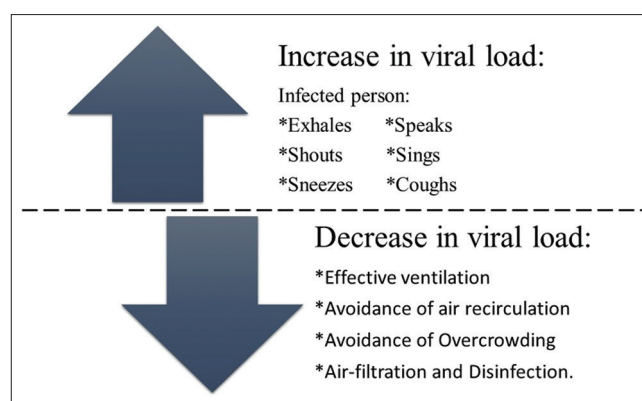 Increase in viral load:
Infected person:
*Exhales *Speaks
*Shouts *Sings
*Sneezes *Coughs
Decrease in viral load:
*Effective ventilation
*Avoidance of air recirculation
*Avoidance of Overcrowding
*Air-filtration and Disinfection.